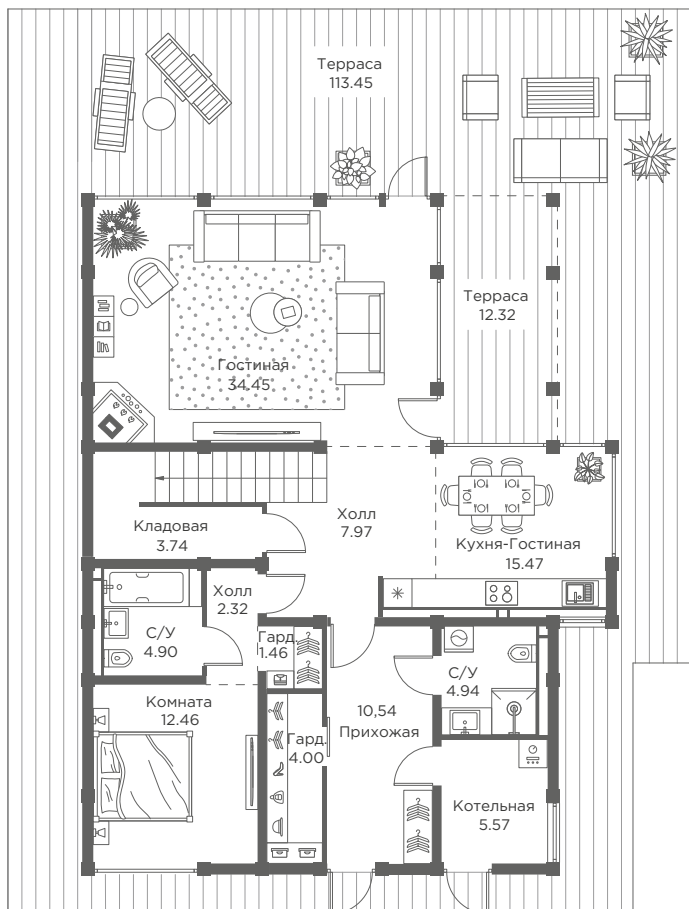 Терраса
113.45
Терраса
12.32
Гостиная
34.45
Холл
7.97
Кладовая
3.74
Кухня-Гостиная
15.47
Холл
2.32
С/У
4.90
Гард.
1.46
С/У
4.94
Комната
12.46
10,54
Прихожая
Гард.
4.00
Котельная
5.57